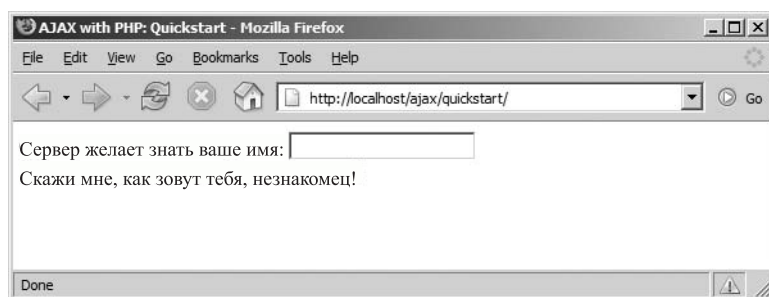 AJAX with PHP: Quickstart - Mozilla Firefox
File Edit View Go Bookmarks Tools Help
http://localhost/ajax/quickstart/ Go
Сервер желает знать ваше имя:
Скажи мне, как зовут тебя, незнакомец!
Done